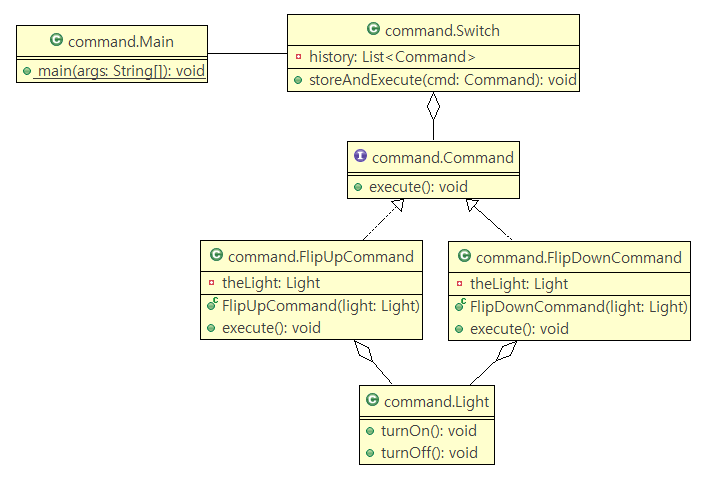 command.Main
main(args: String[]): void
command.Switch
history: List<Command>
storeAndExecute(cmd: Command): void
command.Command
execute(): void
command.FlipUpCommand
theLight: Light
FlipUpCommand(light: Light)
execute(): void
command.FlipDownCommand
theLight: Light
FlipDownCommand(light: Light)
execute(): void
command.Light
turnOn(): void
turnOff(): void